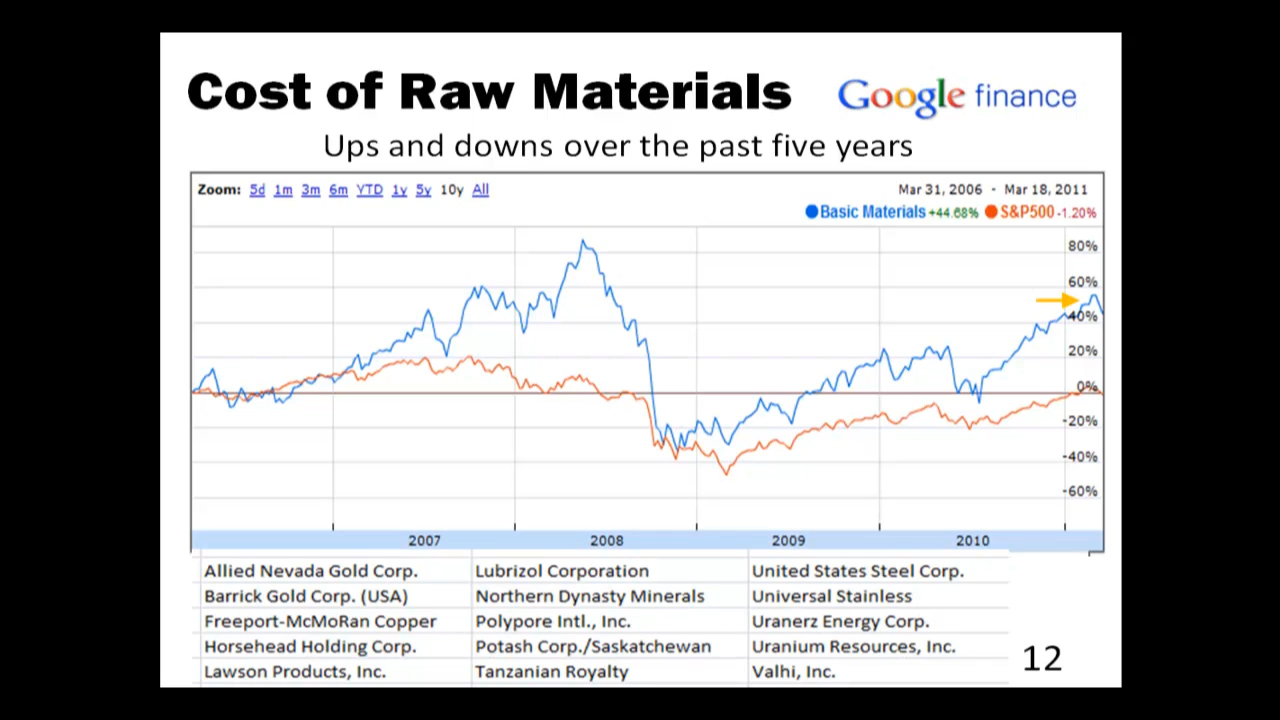 Cost of Raw Materials
Google finance
Ups and downs over the past five years
Zoom: 5d 1m 3m 6m YTD 1y 5y 10y All
Mar 31, 2006 - Mar 18, 2011
Basic Materials +44.68% S&P500 -1.20%
80%
60%
40%
20%
0%
-20%
-40%
-60%
2007 2008 2009 2010
Allied Nevada Gold Corp. Lubrizol Corporation United States Steel Corp.
Barrick Gold Corp. (USA) Northern Dynasty Minerals Universal Stainless
Freeport-McMoRan Copper Polypore Intl., Inc. Uranerz Energy Corp.
Horsehead Holding Corp. Potash Corp./Saskatchewan Uranium Resources, Inc.
Lawson Products, Inc. Tanzanian Royalty Valhi, Inc.
12